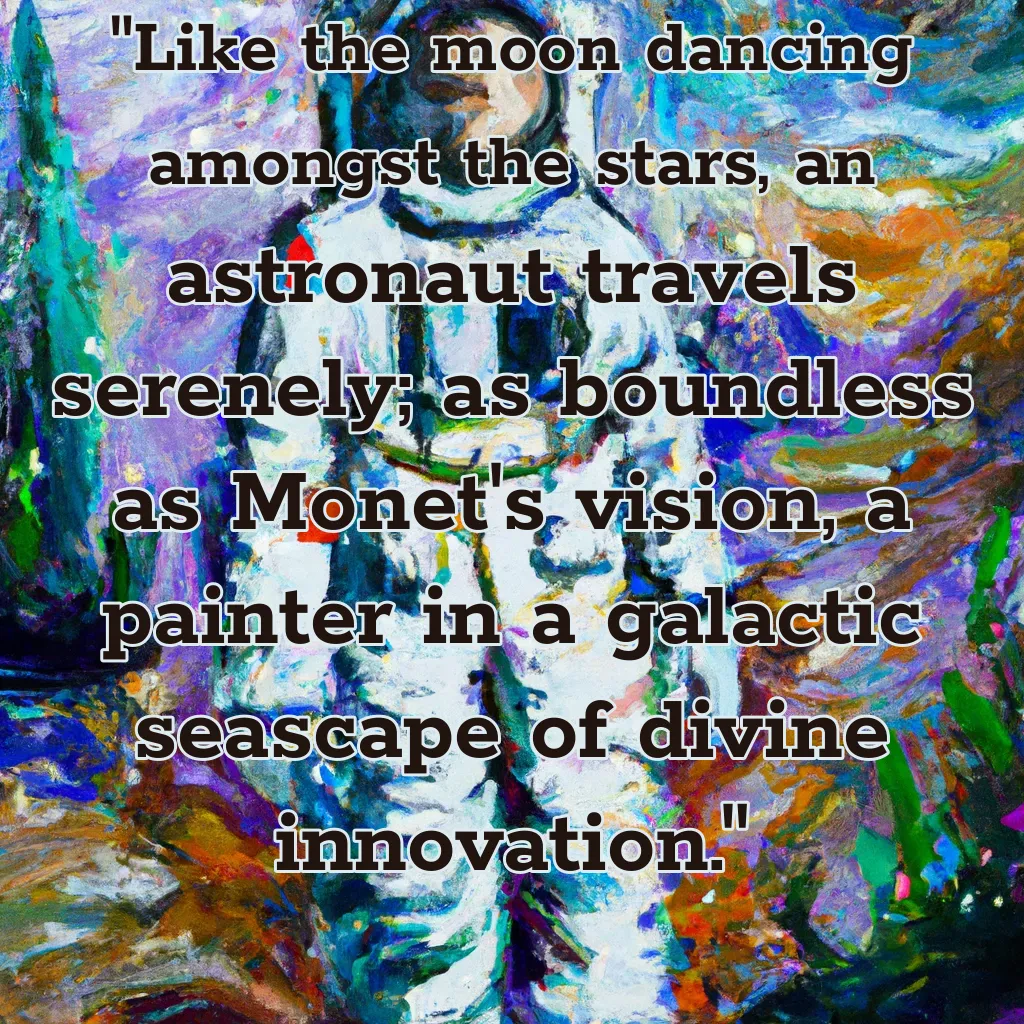 "Like the moon dancing
amongst the stars, an
astronaut travels
serenely; as boundless
as Monet's vision, a
painter in a galactic
seascape of divine
innovation."